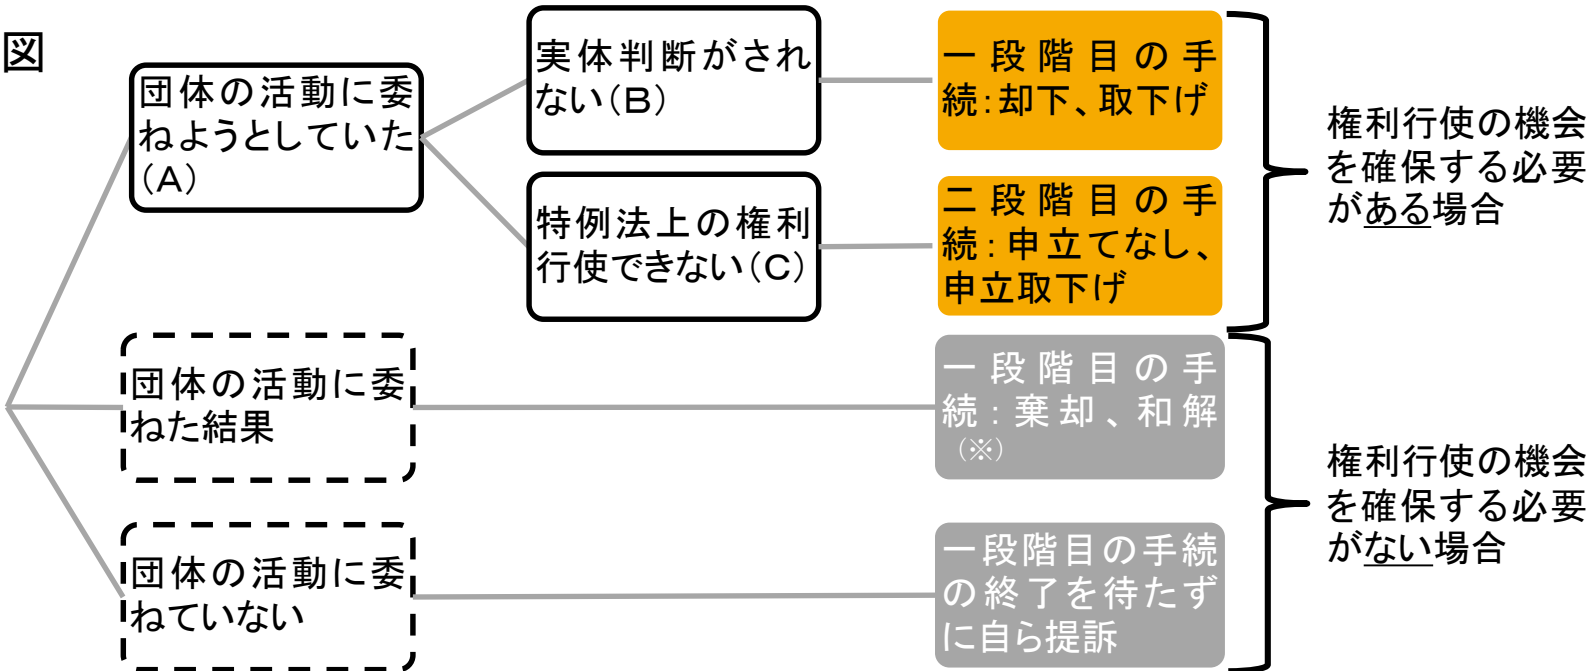 図
団体の活動に委
ねようとしていた
(A)
実体判断がされ
ない(B)
一段階目の手
続:却下、取下げ
特例法上の権利
行使できない(C)
二段階目の手
続:申立てなし、
申立取下げ
権利行使の機会
を確保する必要
がある場合
団体の活動に委
ねた結果
一段階目の手
続:棄却、和解
(※)
団体の活動に委
ねていない
一段階目の手続
の終了を待たず
に自ら提訴
権利行使の機会
を確保する必要
がない場合